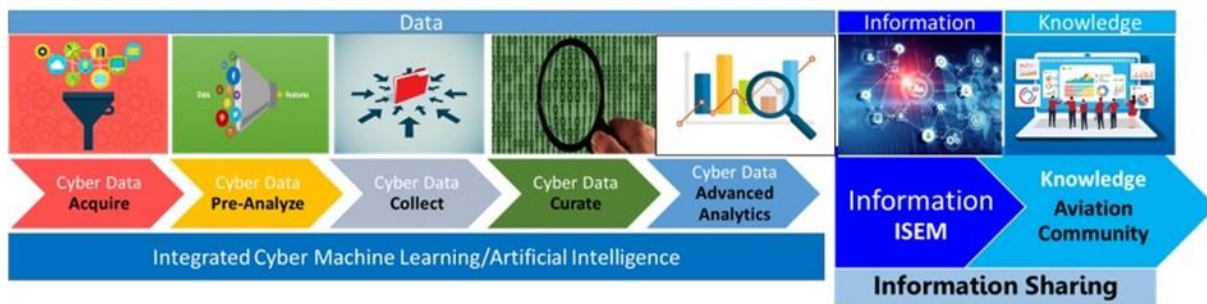 Data
Information
Knowledge
Data
Features
Cyber Data
Acquire
Cyber Data
Pre-Analyze
Cyber Data
Collect
Cyber Data
Curate
Cyber Data
Advanced
Analytics
Information
ISEM
Knowledge
Aviation
Community
Integrated Cyber Machine Learning/Artificial Intelligence
Information Sharing